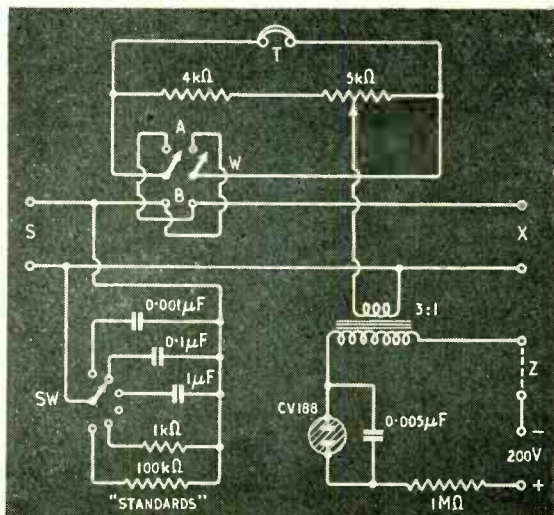 T
4kΩ
5kΩ
A
W
B
S
X
0·001μF
3:1
0·1μF
Z
SW
1μF
CV188
0·005μF
–
200V
1kΩ
+
100kΩ
1MΩ
"STANDARDS"